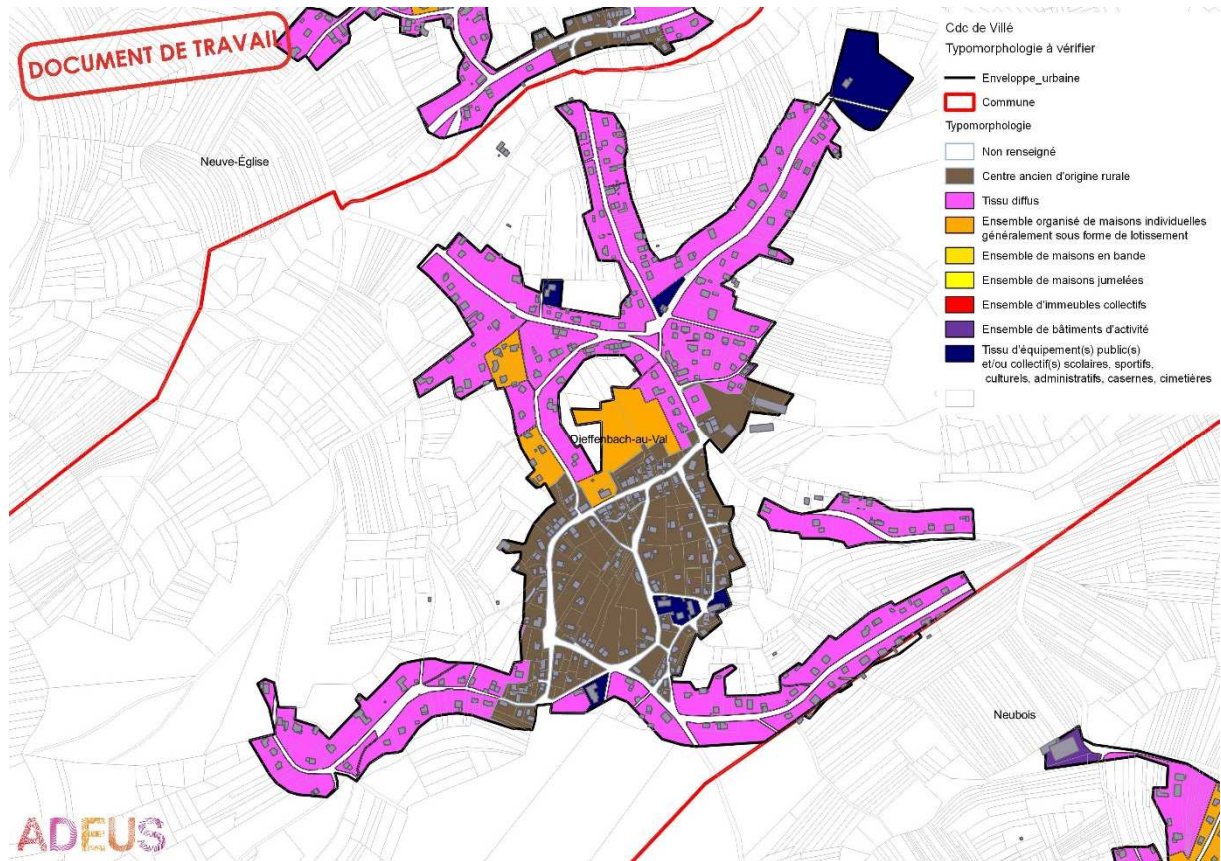 DOCUMENT DE TRAVAIL
Cdc de Villé
Typomorphologie à vérifier
Enveloppe_urbaine
Commune
Typomorphologie
Non renseigné
Centre ancien d'origine rurale
Tissu diffus
Ensemble organisé de maisons individuelles
généralement sous forme de lotissement
Ensemble de maisons en bande
Ensemble de maisons jumelées
Ensemble d'immeubles collectifs
Ensemble de bâtiments d'activité
Tissu d'équipement(s) public(s)
et/ou collectif(s) scolaires, sportifs,
culturels, administratifs, casernes, cimetières
Neuve-Église
Dieffenbach-au-Val
Neubois
ADEUS